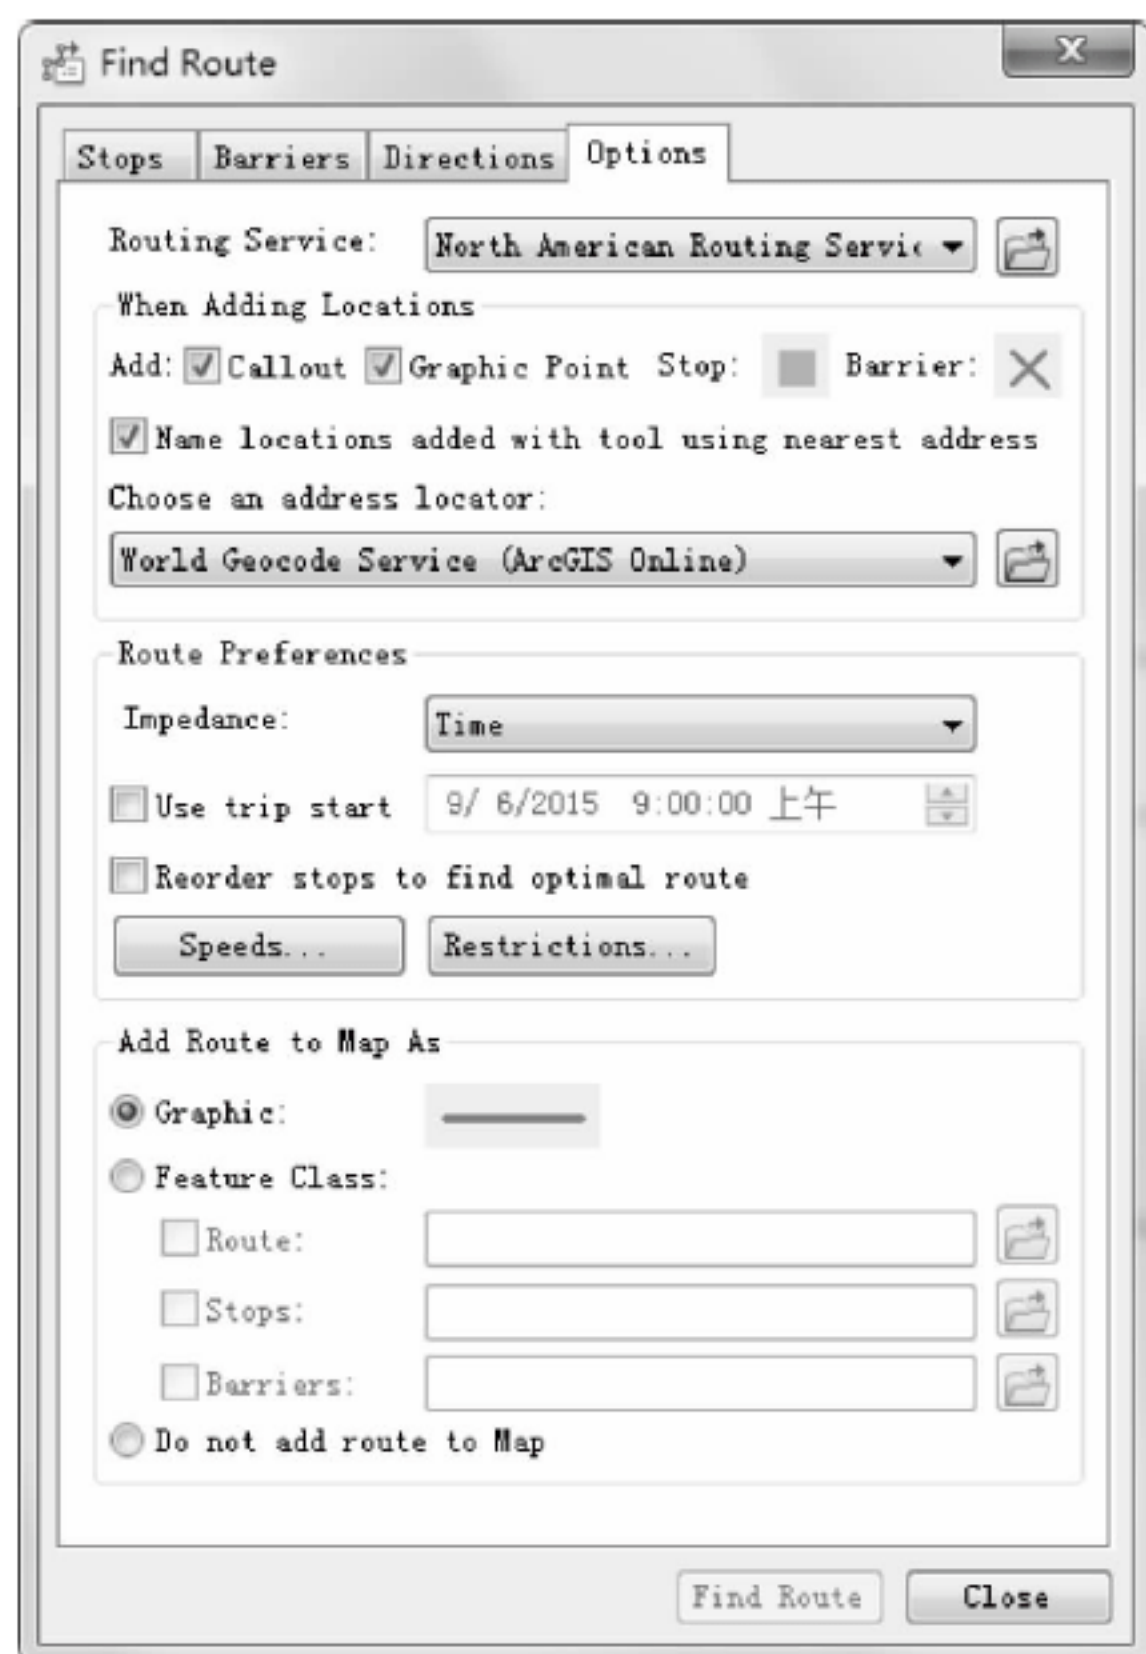 Find Route
Stops Barriers Directions Options
Routing Service: North American Routing Servic
When Adding Locations
Add: Callout Graphic Point Stop: Barrier:
Name locations added with tool using nearest address
Choose an address locator:
World Geocode Service (ArcGIS Online)
Route Preferences
Impedance: Time
Use trip start 9/ 6/2015 9:00:00 上午
Reorder stops to find optimal route
Speeds... Restrictions...
Add Route to Map As
Graphic:
Feature Class:
Route:
Stops:
Barriers:
Do not add route to Map
Find Route Close